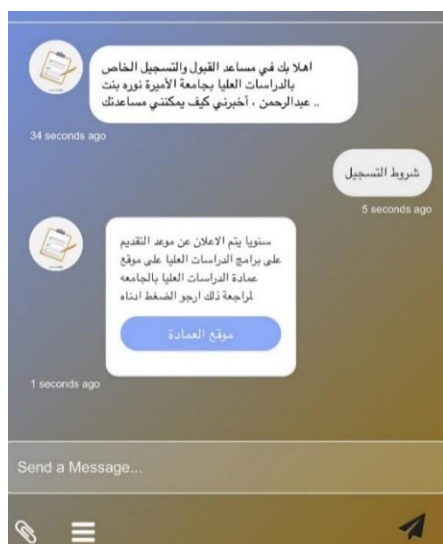 اهلا بك في مساعد القبول والتسجيل الخاص
بالدراسات العليا بجامعة الأميرة نوره بنت
عبدالرحمن ، أخبرني كيف يمكنني مساعدتك ..
34 seconds ago
شروط التسجيل
5 seconds ago
سنويا يتم الاعلان عن موعد التقديم
على برامج الدراسات العليا على موقع
عمادة الدراسات العليا بالجامعه
لمراجعة ذلك ارجو الضغط ادناه
موقع العمادة
1 seconds ago
Send a Message...